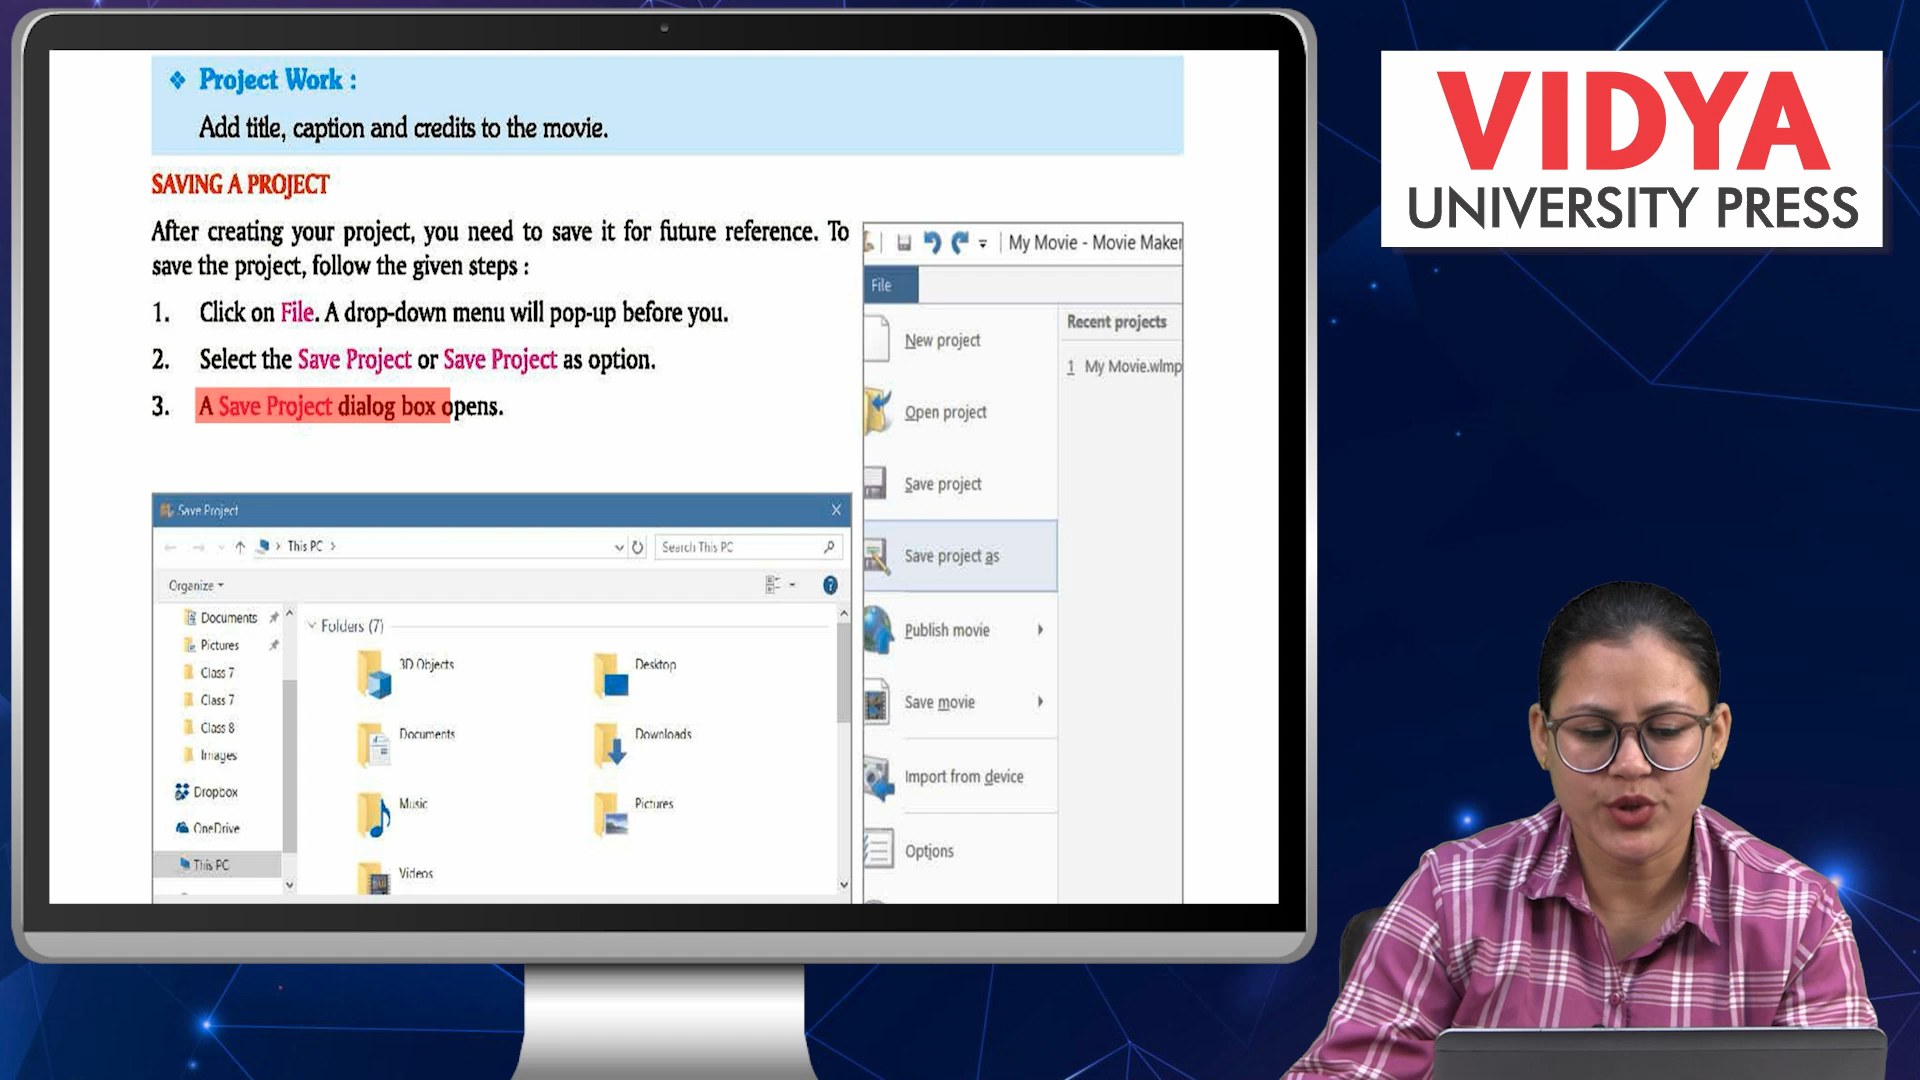 ❖ Project Work :
Add title, caption and credits to the movie.
SAVING A PROJECT
After creating your project, you need to save it for future reference. To
save the project, follow the given steps :
1. Click on File. A drop-down menu will pop-up before you.
2. Select the Save Project or Save Project as option.
3. A Save Project dialog box opens.
Save Project
This PC
Search This PC
Organize
Documents
Pictures
Class 7
Class 7
Class 8
Images
Dropbox
OneDrive
This PC
Folders (7)
3D Objects
Desktop
Documents
Downloads
Music
Pictures
Videos
My Movie - Movie Maker
File
New project
Open project
Save project
Save project as
Publish movie
Save movie
Import from device
Options
Recent projects
1 My Movie.wlmp
VIDYA
UNIVERSITY PRESS